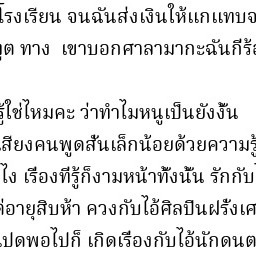 โรงเรียน จนฉันส่งเงินให้แกแทบจ
ทูต ทาง  เขาบอกศาลามากะฉันกีร้อ
รู้ใช่ไหมคะ ว่าทำไมหนูเป็นยังงั้น
เสียงคนพูดสั่นเล็กน้อยด้วยความรู้
ไง เรื่องที่รู้ก็งามหน้าทั้งนั้น รักกับ
ค่อายุสิบห้า ควงกับไอ้ศิลปินฝรั่งเศ
เปิดพอไปก็ เกิดเรื่องกับไอ้นักดนต